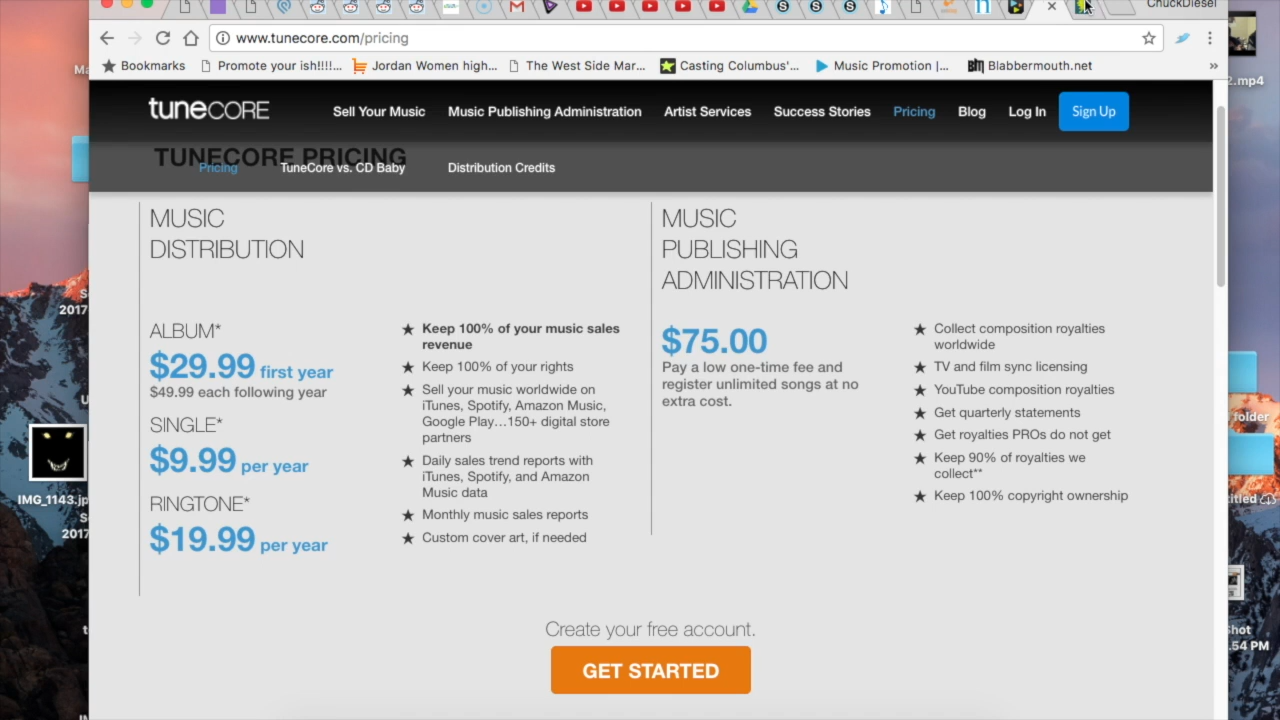 ChuckDiesel
www.tunecore.com/pricing
Bookmarks Promote your ish!!!!... Jordan Women high... The West Side Mar... Casting Columbus'... Music Promotion |... Blabbermouth.net »
tunecore Sell Your Music Music Publishing Administration Artist Services Success Stories Pricing Blog Log In Sign Up
TUNECORE PRICING
Pricing TuneCore vs. CD Baby Distribution Credits
MUSIC
DISTRIBUTION
ALBUM*
$29.99 first year
$49.99 each following year
SINGLE*
$9.99 per year
RINGTONE*
$19.99 per year
★ Keep 100% of your music sales
revenue
★ Keep 100% of your rights
★ Sell your music worldwide on
iTunes, Spotify, Amazon Music,
Google Play...150+ digital store
partners
★ Daily sales trend reports with
iTunes, Spotify, and Amazon
Music data
★ Monthly music sales reports
★ Custom cover art, if needed
MUSIC
PUBLISHING
ADMINISTRATION
$75.00
Pay a low one-time fee and
register unlimited songs at no
extra cost.
★ Collect composition royalties
worldwide
★ TV and film sync licensing
★ YouTube composition royalties
★ Get quarterly statements
★ Get royalties PROs do not get
★ Keep 90% of royalties we
collect**
★ Keep 100% copyright ownership
Create your free account.
GET STARTED
IMG_1143.jp
2017
2017
2.mp4
folder
titled
Shot
.54 PM